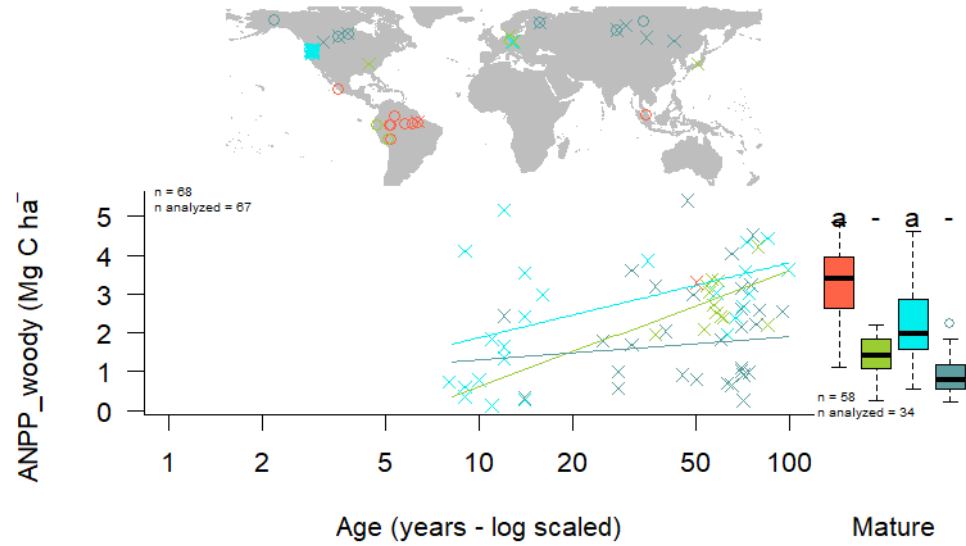 n = 68
n analyzed = 67
ANPP_woody (Mg C ha⁻
5
4
3
2
1
0
1 2 5 10 20 50 100
Age (years - log scaled)
a - a -
n = 58
n analyzed = 34
Mature